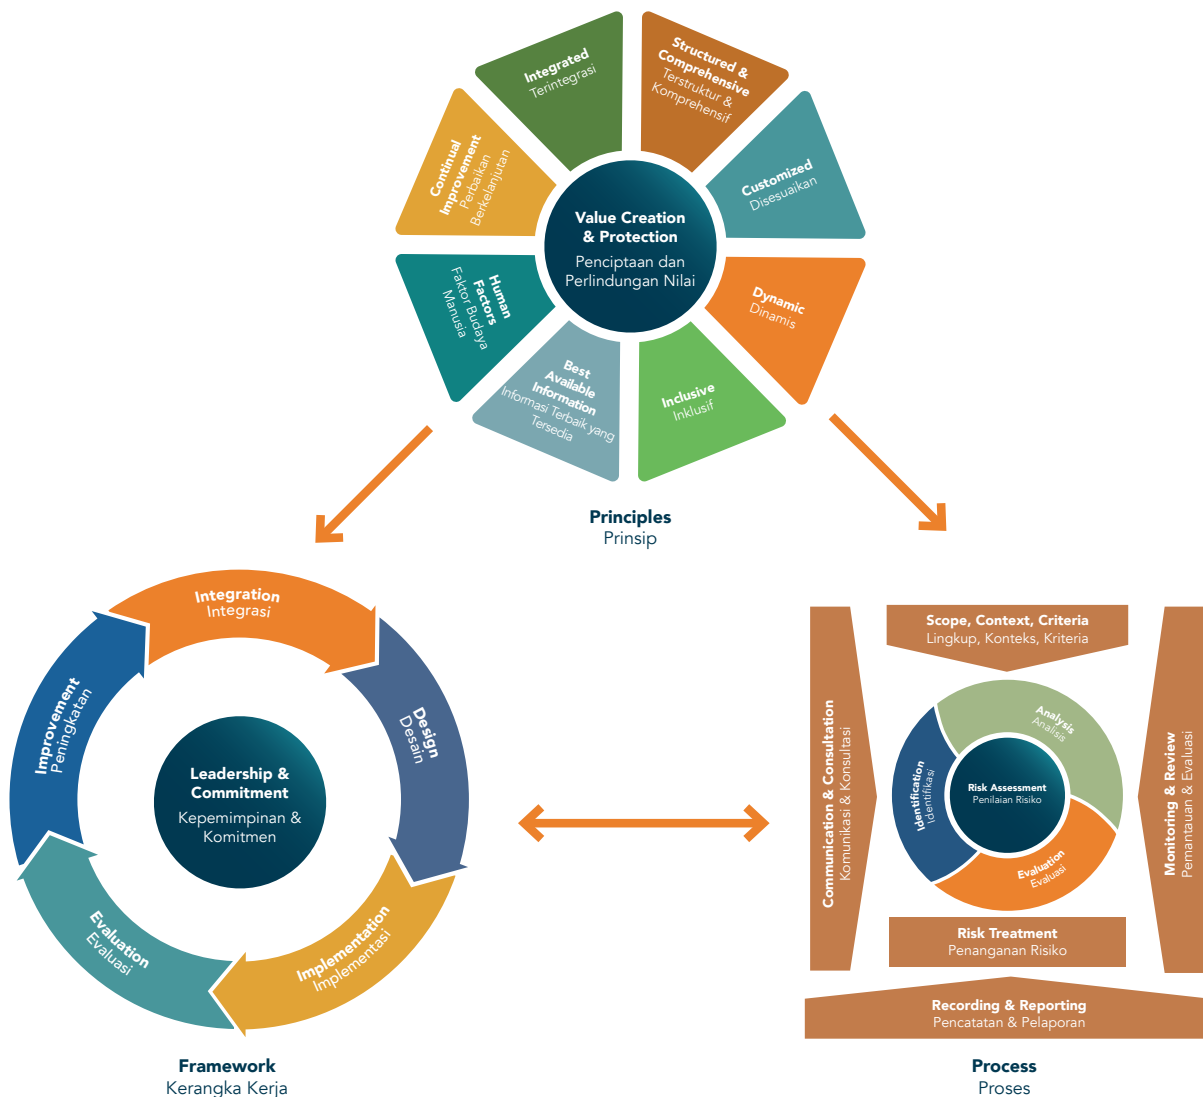 Integrated
Terintegrasi
Structured &
Comprehensive
Terstruktur &
Komprehensif
Customized
Disesuaikan
Dynamic
Dinamis
Inclusive
Inklusif
Best
Available
Information
Informasi Terbaik yang
Tersedia
Human
Factors
Faktor Budaya
Manusia
Continual
Improvement
Perbaikan
Berkelanjutan
Value Creation
& Protection
Penciptaan dan
Perlindungan Nilai
Principles
Prinsip
Integration
Integrasi
Design
Desain
Implementation
Implementasi
Evaluation
Evaluasi
Improvement
Peningkatan
Leadership &
Commitment
Kepemimpinan &
Komitmen
Framework
Kerangka Kerja
Scope, Context, Criteria
Lingkup, Konteks, Kriteria
Communication & Consultation
Komunikasi & Konsultasi
Identification
Identifikasi
Analysis
Analisis
Evaluation
Evaluasi
Risk Assessment
Penilaian Risiko
Monitoring & Review
Pemantauan & Evaluasi
Risk Treatment
Penanganan Risiko
Recording & Reporting
Pencatatan & Pelaporan
Process
Proses